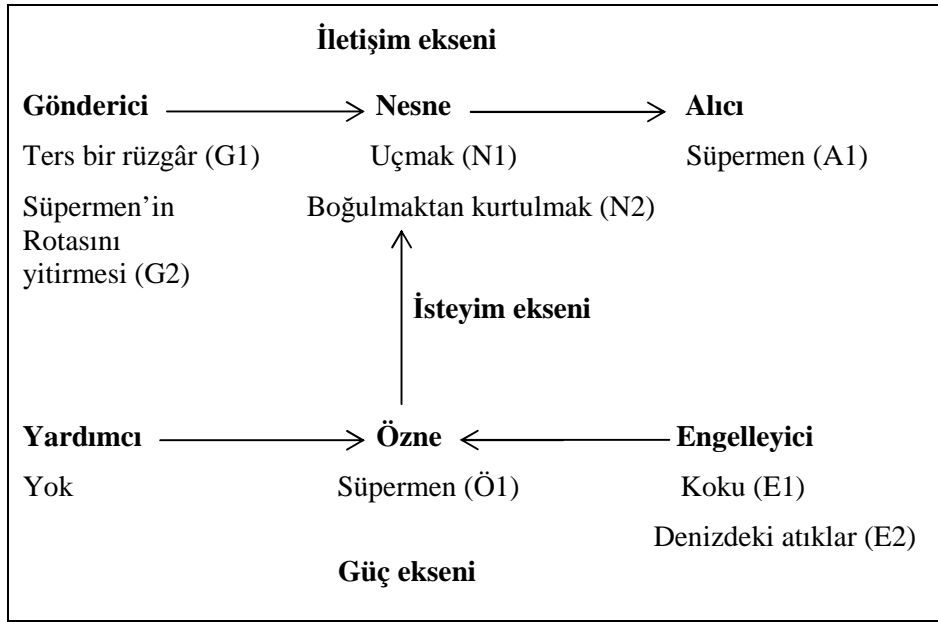 İletişim ekseni
Gönderici Nesne Alıcı
Ters bir rüzgâr (G1) Uçmak (N1) Süpermen (A1)
Süpermen’in Boğulmaktan kurtulmak (N2)
Rotasını
yitirmesi (G2)
İsteyim ekseni
Yardımcı Özne Engelleyici
Yok Süpermen (Ö1) Koku (E1)
Denizdeki atıklar (E2)
Güç ekseni